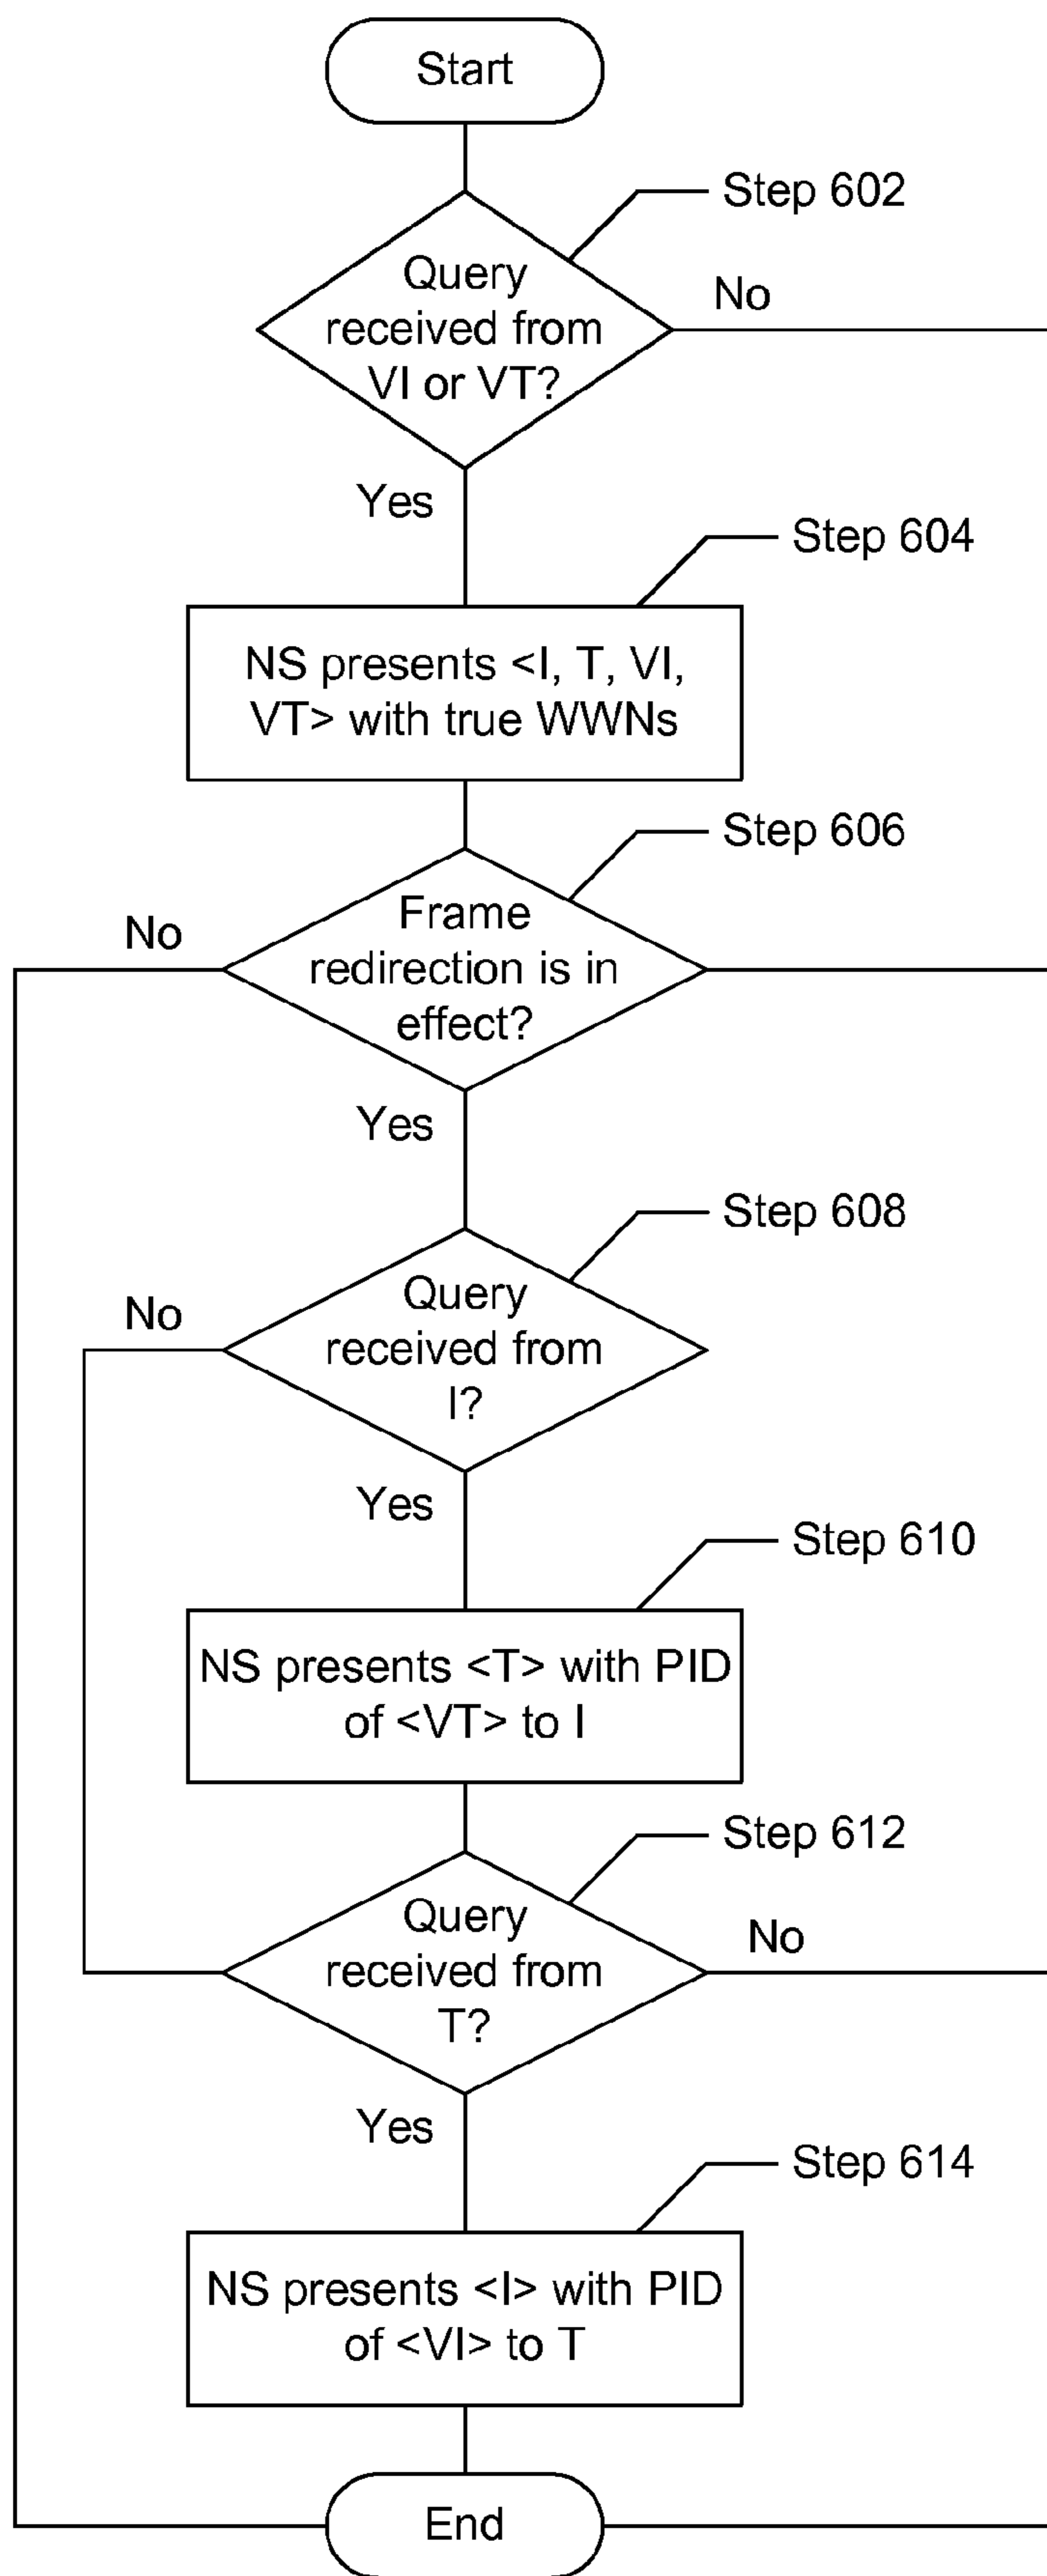 Start
Step 602
Query
received from
VI or VT?
No
Yes
Step 604
NS presents <I, T, VI,
VT> with true WWNs
Step 606
Frame
redirection is in
effect?
No
Yes
Step 608
Query
received from
I?
No
Yes
Step 610
NS presents <T> with PID
of <VT> to I
Step 612
Query
received from
T?
No
Yes
Step 614
NS presents <I> with PID
of <VI> to T
End